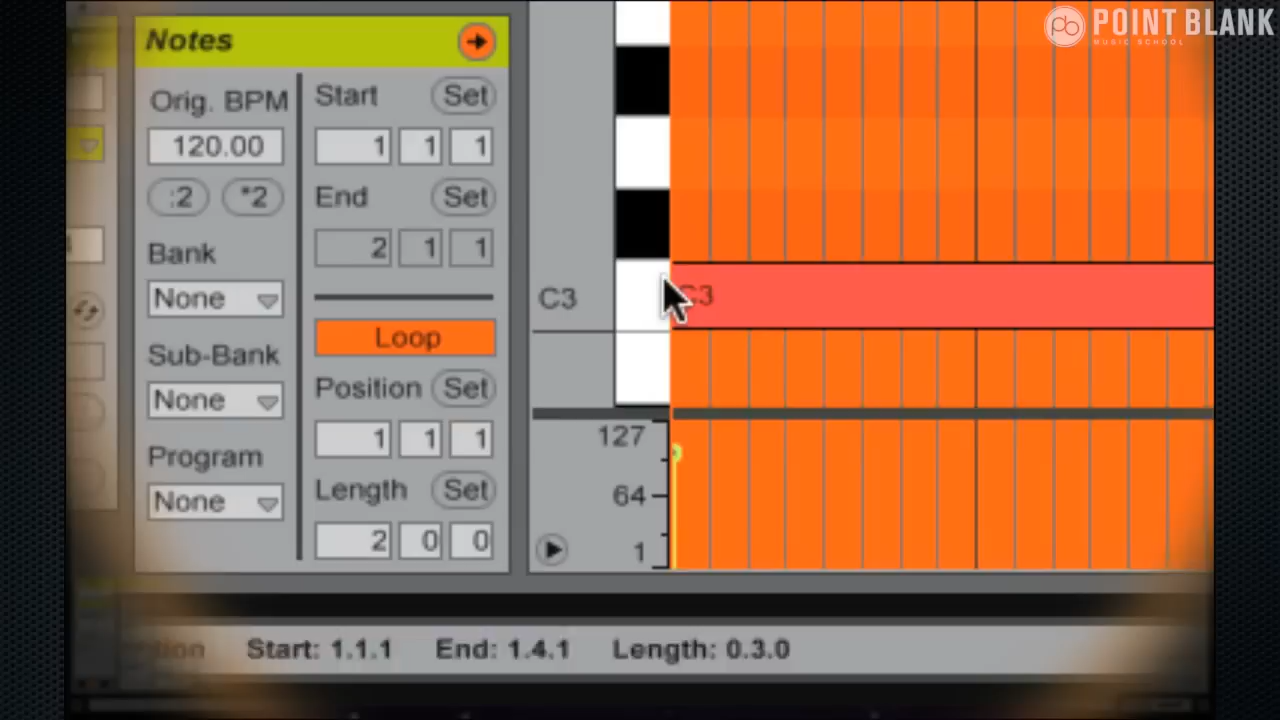 POINT BLANK
MUSIC SCHOOL
Notes
Orig. BPM
120.00
:2 *2
Bank
None
Sub-Bank
None
Program
None
Start Set
1 1 1
End Set
2 1 1
Loop
Position Set
1 1 1
Length Set
2 0 0
C3
C3
127
64
1
Start: 1.1.1 End: 1.4.1 Length: 0.3.0